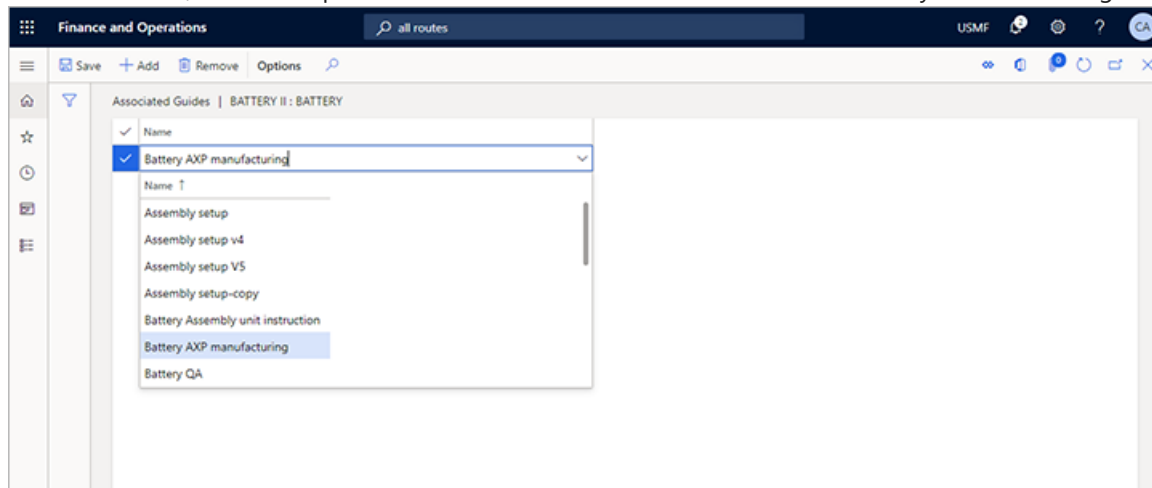 Finance and Operations all routes USMF ? CA
Save + Add Remove Options 0
Associated Guides | BATTERY II : BATTERY
Name
Battery AXP manufacturing
Name ↑
Assembly setup
Assembly setup v4
Assembly setup V5
Assembly setup-copy
Battery Assembly unit instruction
Battery AXP manufacturing
Battery QA